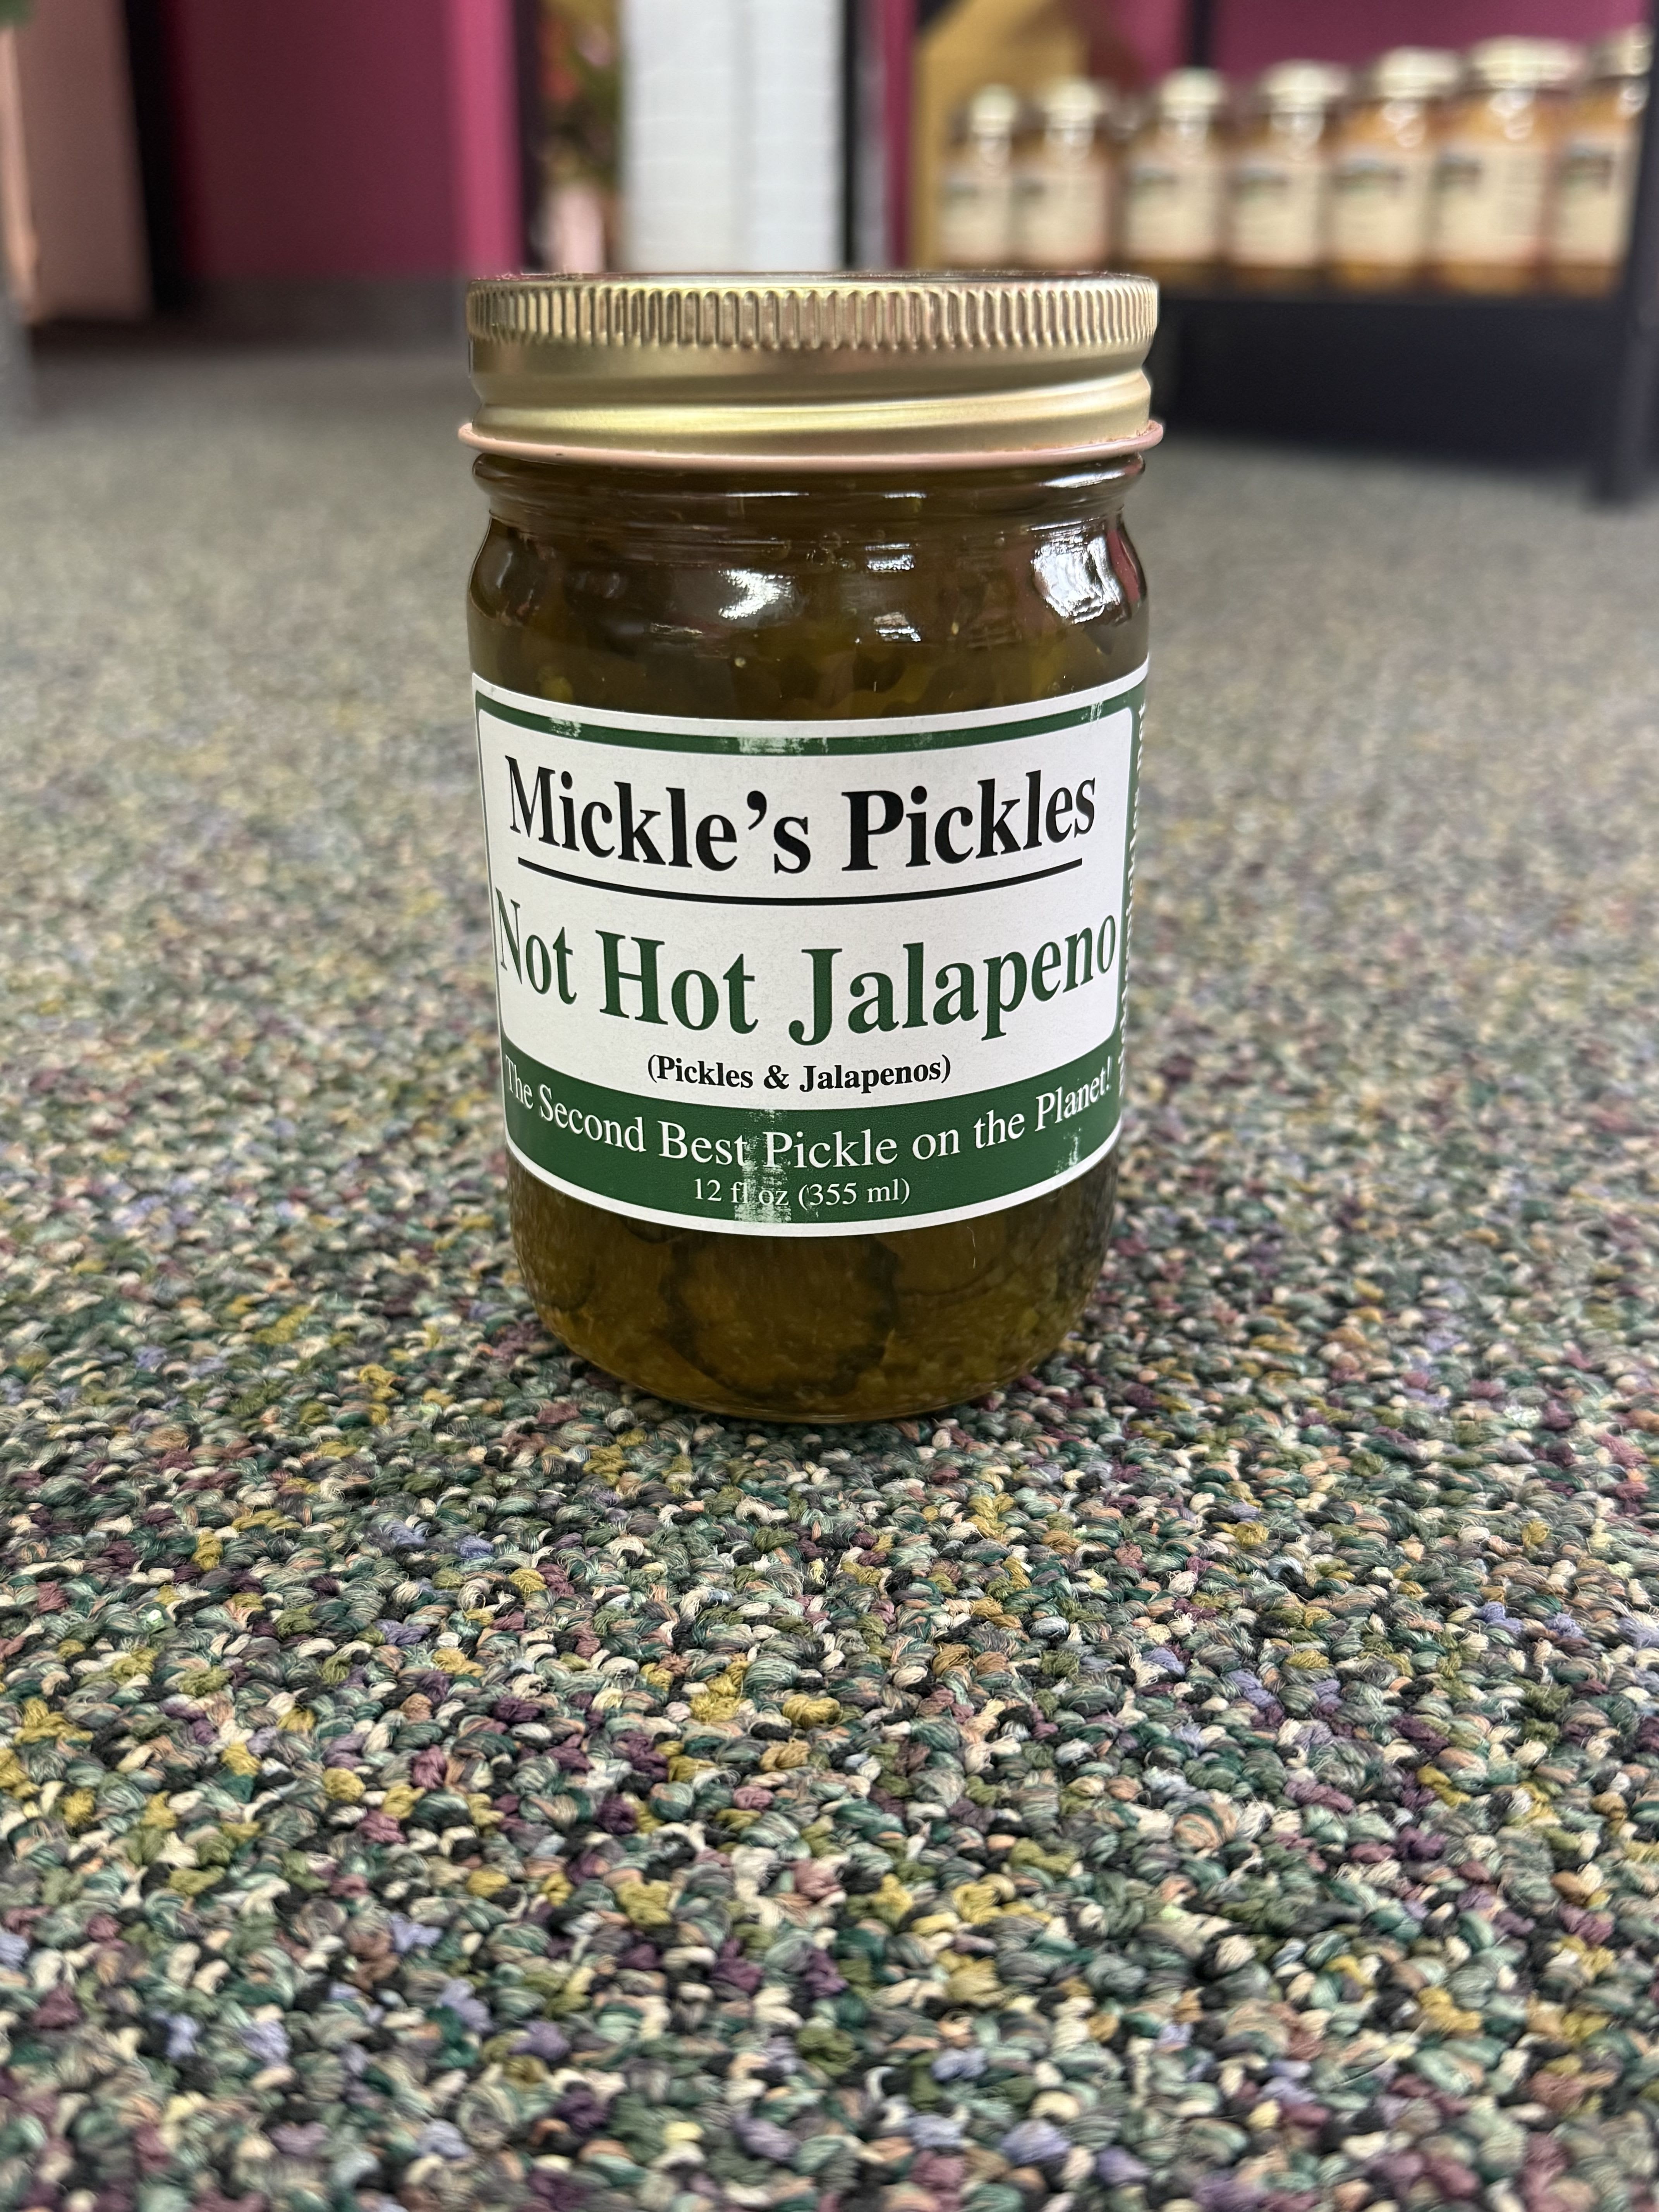 Mickle's Pickles
Not Hot Jalapeno
(Pickles & Jalapenos)
The Second Best Pickle on the Planet!
12 fl oz (355 ml)